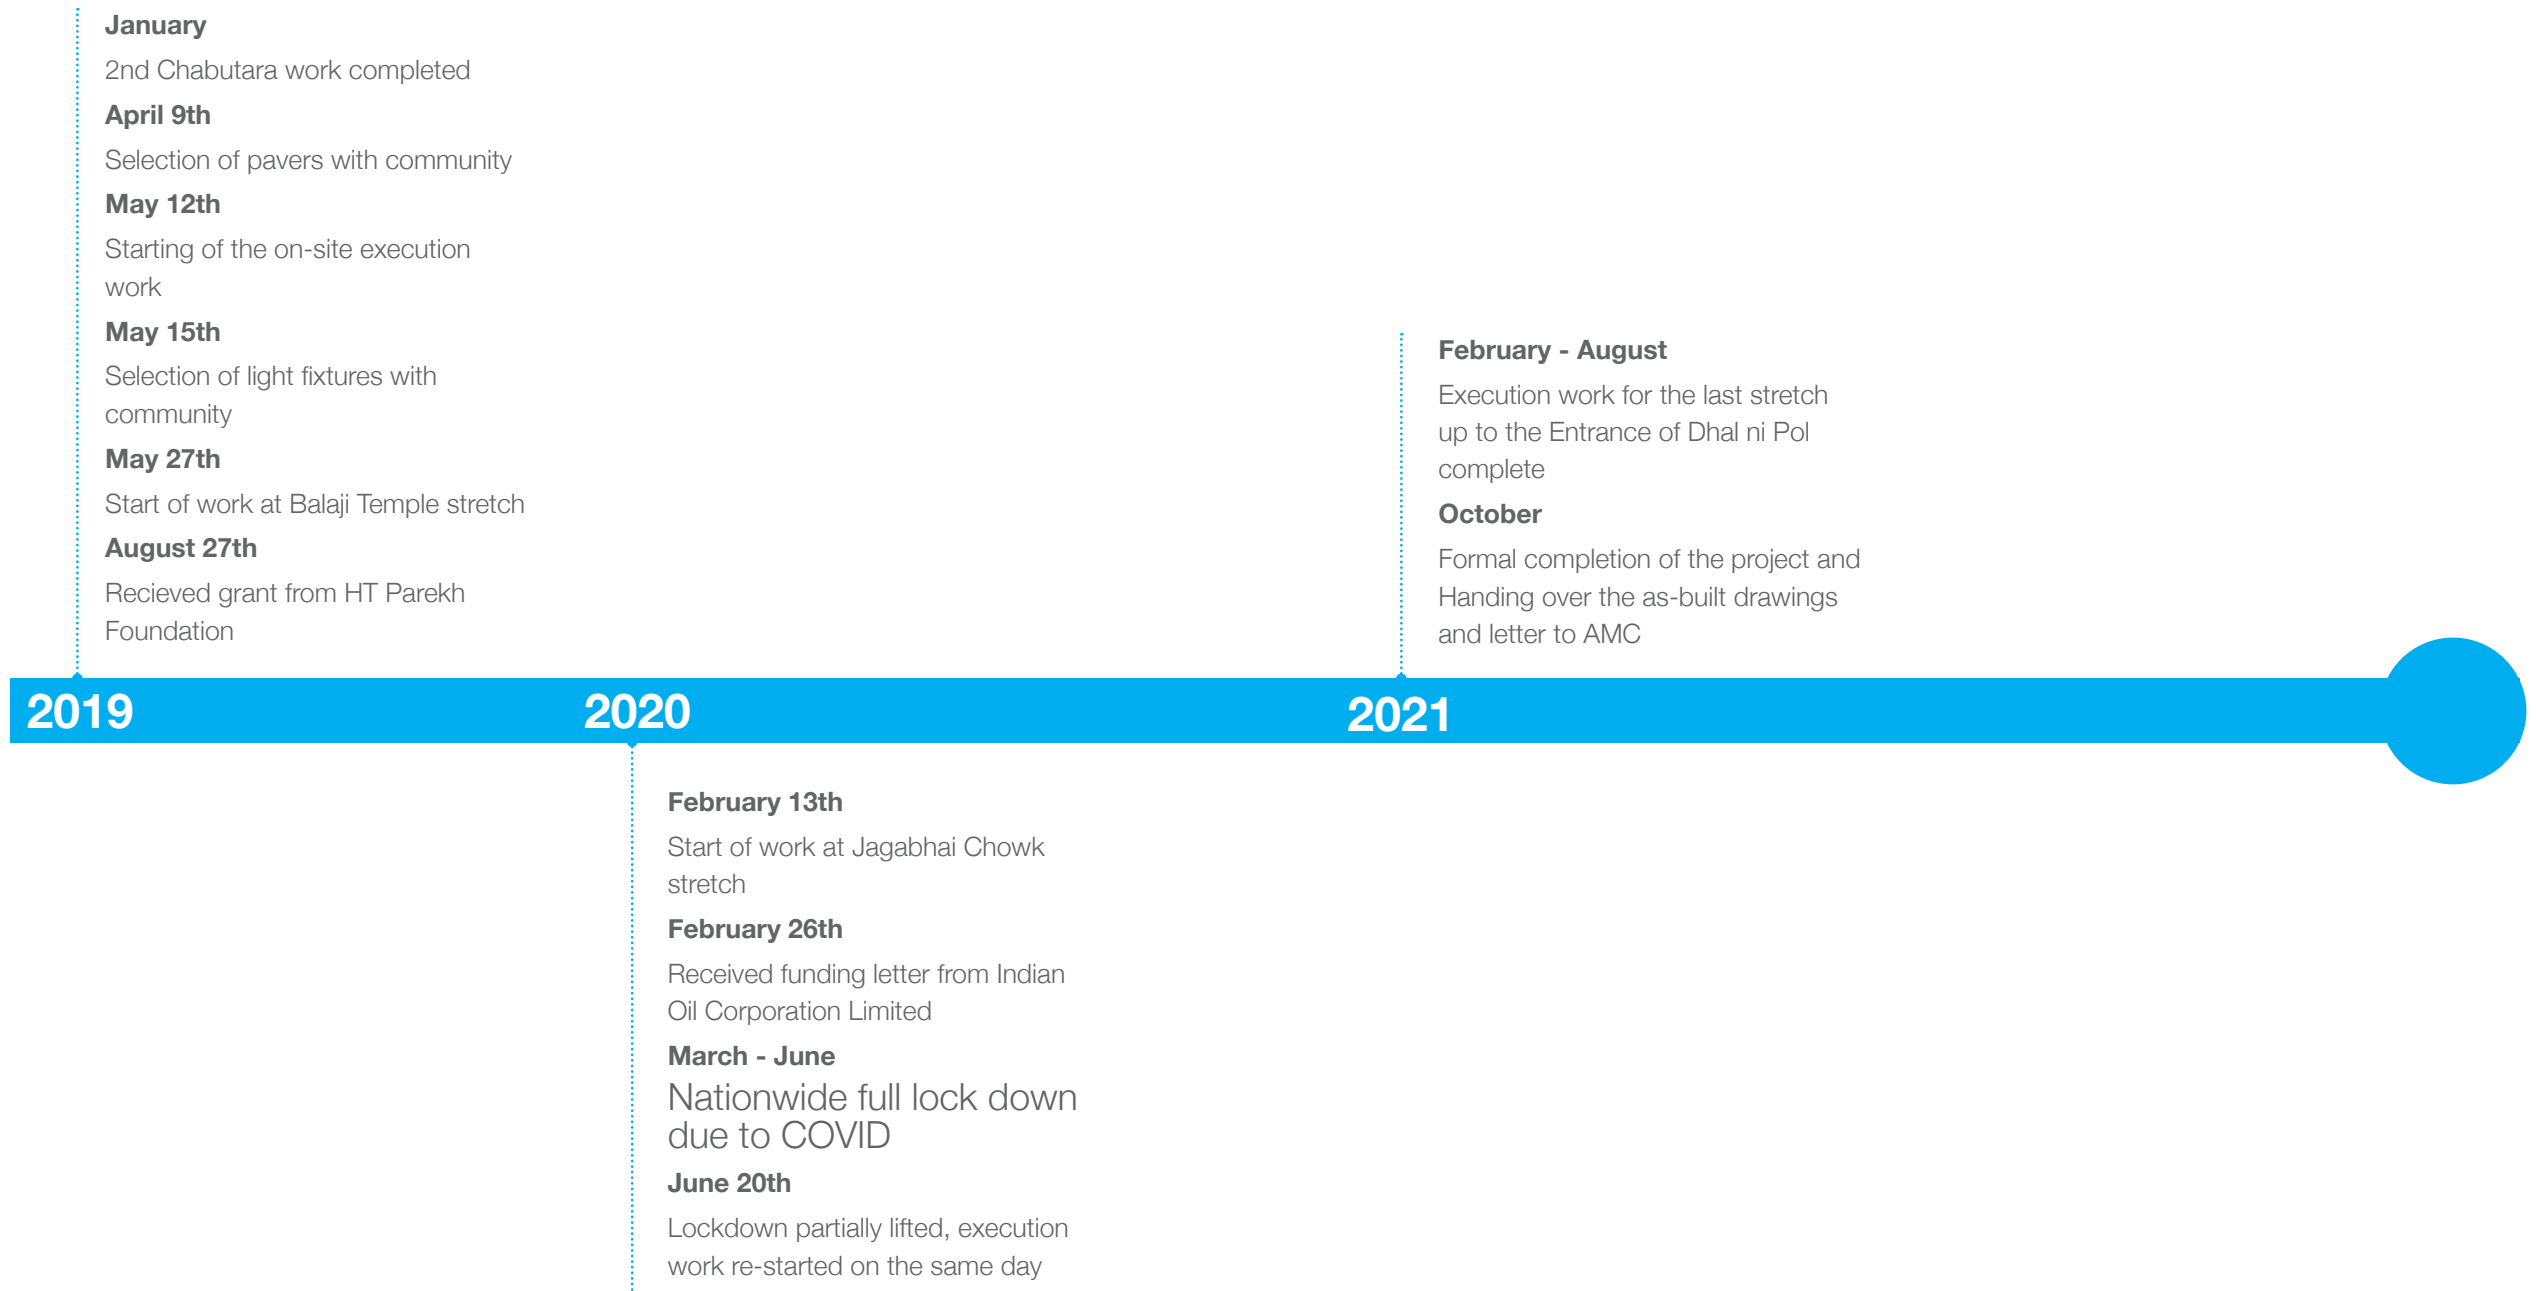 January
2nd Chabutara work completed
April 9th
Selection of pavers with community
May 12th
Starting of the on-site execution
work
May 15th
Selection of light fixtures with
community
May 27th
Start of work at Balaji Temple stretch
August 27th
Recieved grant from HT Parekh
Foundation
2019
2020
February 13th
Start of work at Jagabhai Chowk
stretch
February 26th
Received funding letter from Indian
Oil Corporation Limited
March - June
Nationwide full lock down
due to COVID
June 20th
Lockdown partially lifted, execution
work re-started on the same day
February - August
Execution work for the last stretch
up to the Entrance of Dhal ni Pol
complete
October
Formal completion of the project and
Handing over the as-built drawings
and letter to AMC
2021